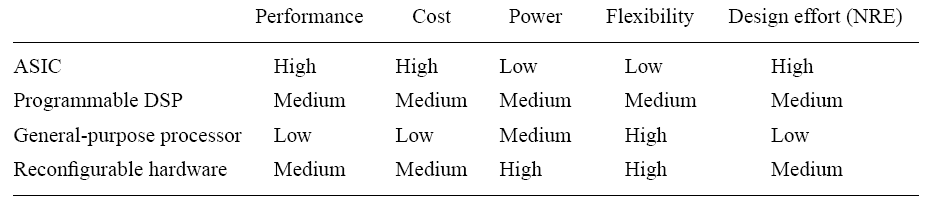 Performance Cost Power Flexibility Design effort (NRE)
ASIC High High Low Low High
Programmable DSP Medium Medium Medium Medium Medium
General-purpose processor Low Low Medium High Low
Reconfigurable hardware Medium Medium High High Medium